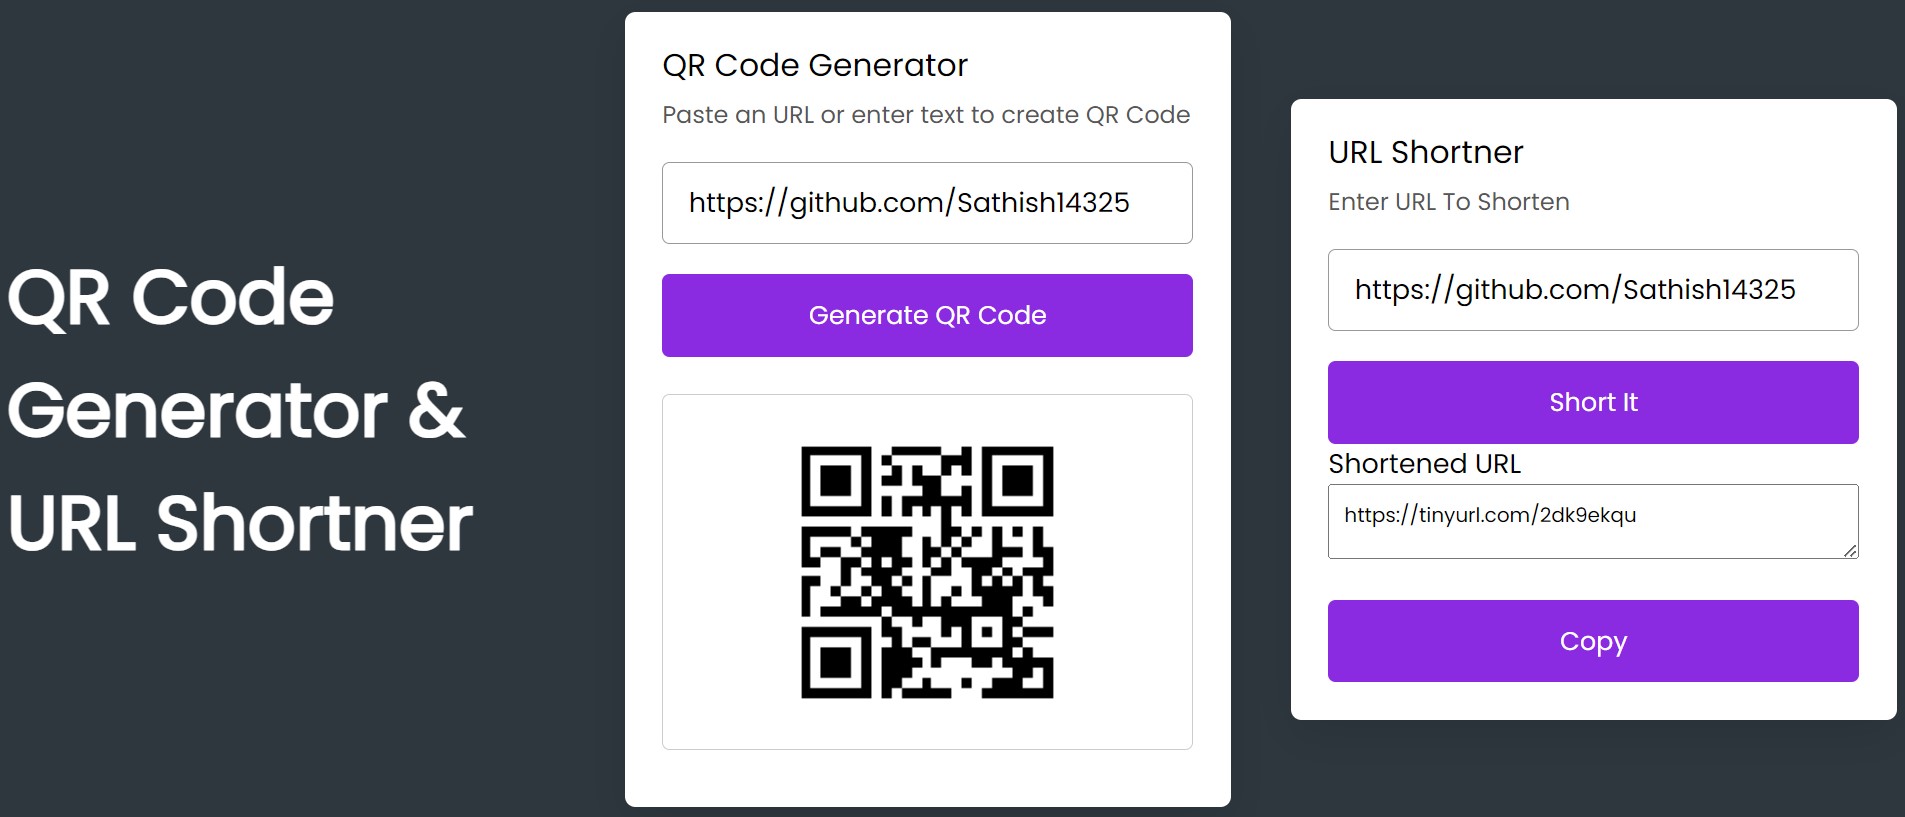 QR Code
Generator &
URL Shortner
QR Code Generator
Paste an URL or enter text to create QR Code
https://github.com/Sathish14325
Generate QR Code
URL Shortner
Enter URL To Shorten
https://github.com/Sathish14325
Short It
Shortened URL
https://tinyurl.com/2dk9ekqu
Copy